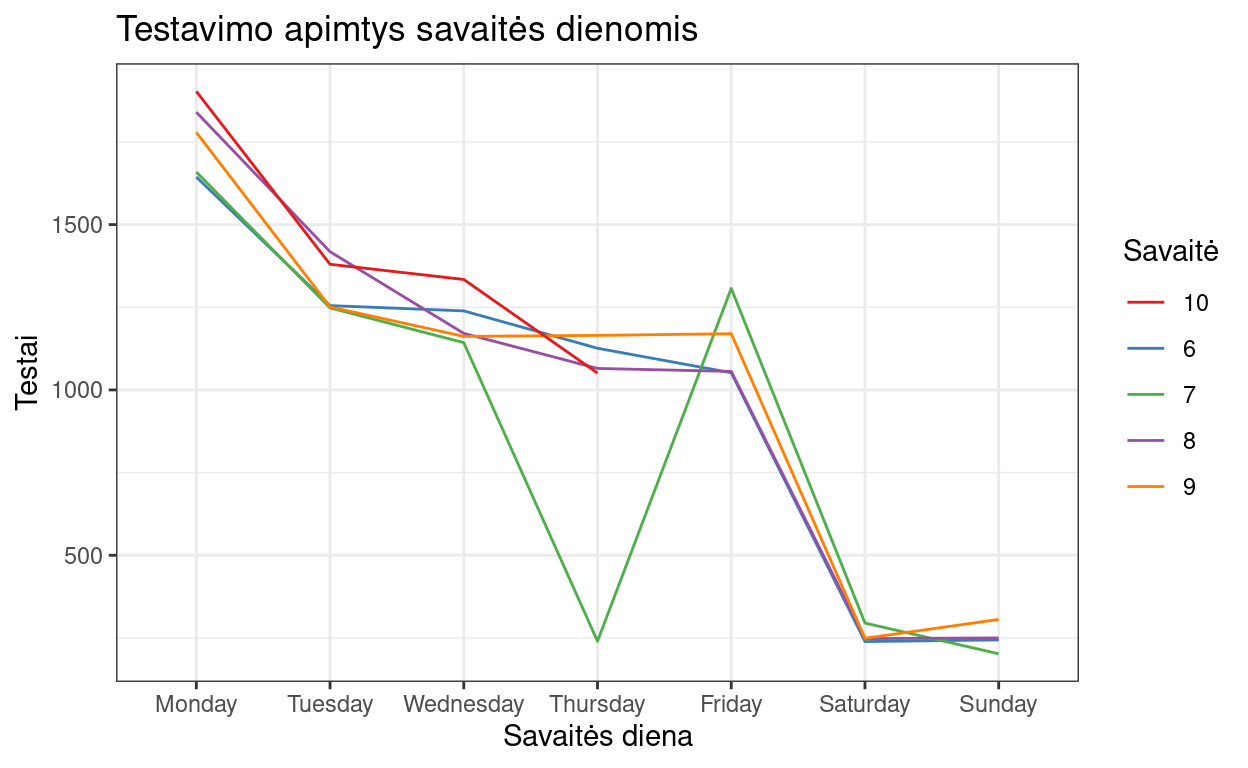 Testavimo apimtys savaitės dienomis
Testai
1500
1000
500
Monday Tuesday Wednesday Thursday Friday Saturday Sunday
Savaitės diena
Savaitė
10
6
7
8
9